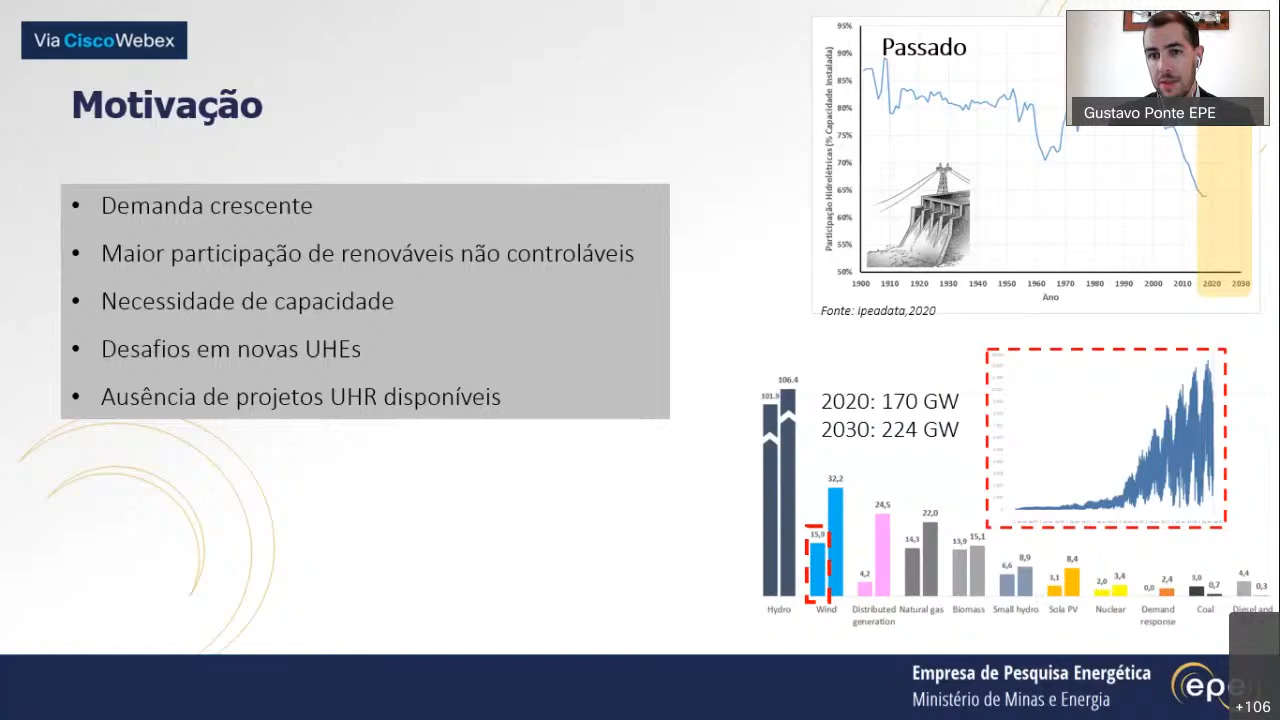 Via CiscoWebex
Motivação
• Demanda crescente
• Maior participação de renováveis não controláveis
• Necessidade de capacidade
• Desafios em novas UHEs
• Ausência de projetos UHR disponíveis
Passado
Participação Hidrelétricas (% Capacidade Instalada)
95%
90%
85%
80%
75%
70%
65%
60%
55%
50%
1900 1910 1920 1930 1940 1950 1960 1970 1980 1990 2000 2010 2020 2030
Ano
Fonte: ipeadata,2020
Gustavo Ponte EPE
2020: 170 GW
2030: 224 GW
101.9 106.4
15,9 32,2
4,2 24,5
14,3 22,0
13,9 15,1
6,6 8,9
3,1 8,4
2,0 3,4
0,0 2,4
3,0 0,7
4,4 0,3
Hydro Wind Distributed generation Natural gas Biomass Small hydro Sola PV Nuclear Demand response Coal Diesel and
Empresa de Pesquisa Energética
Ministério de Minas e Energia
epe
+106